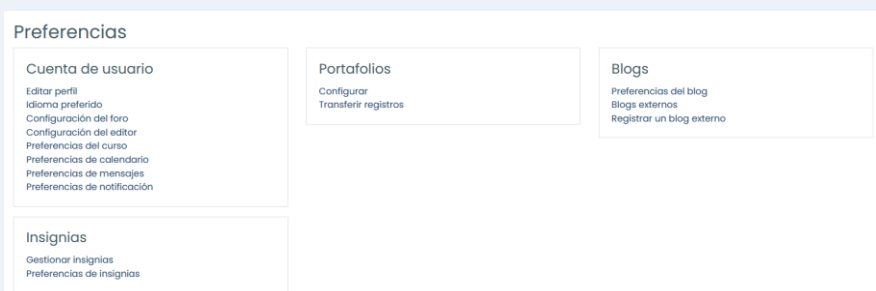 Preferencias
Cuenta de usuario
Editar perfil
Idioma preferido
Configuración del foro
Configuración del editor
Preferencias del curso
Preferencias de calendario
Preferencias de mensajes
Preferencias de notificación
Portafolios
Configurar
Transferir registros
Blogs
Preferencias del blog
Blogs externos
Registrar un blog externo
Insignias
Gestionar insignias
Preferencias de insignias